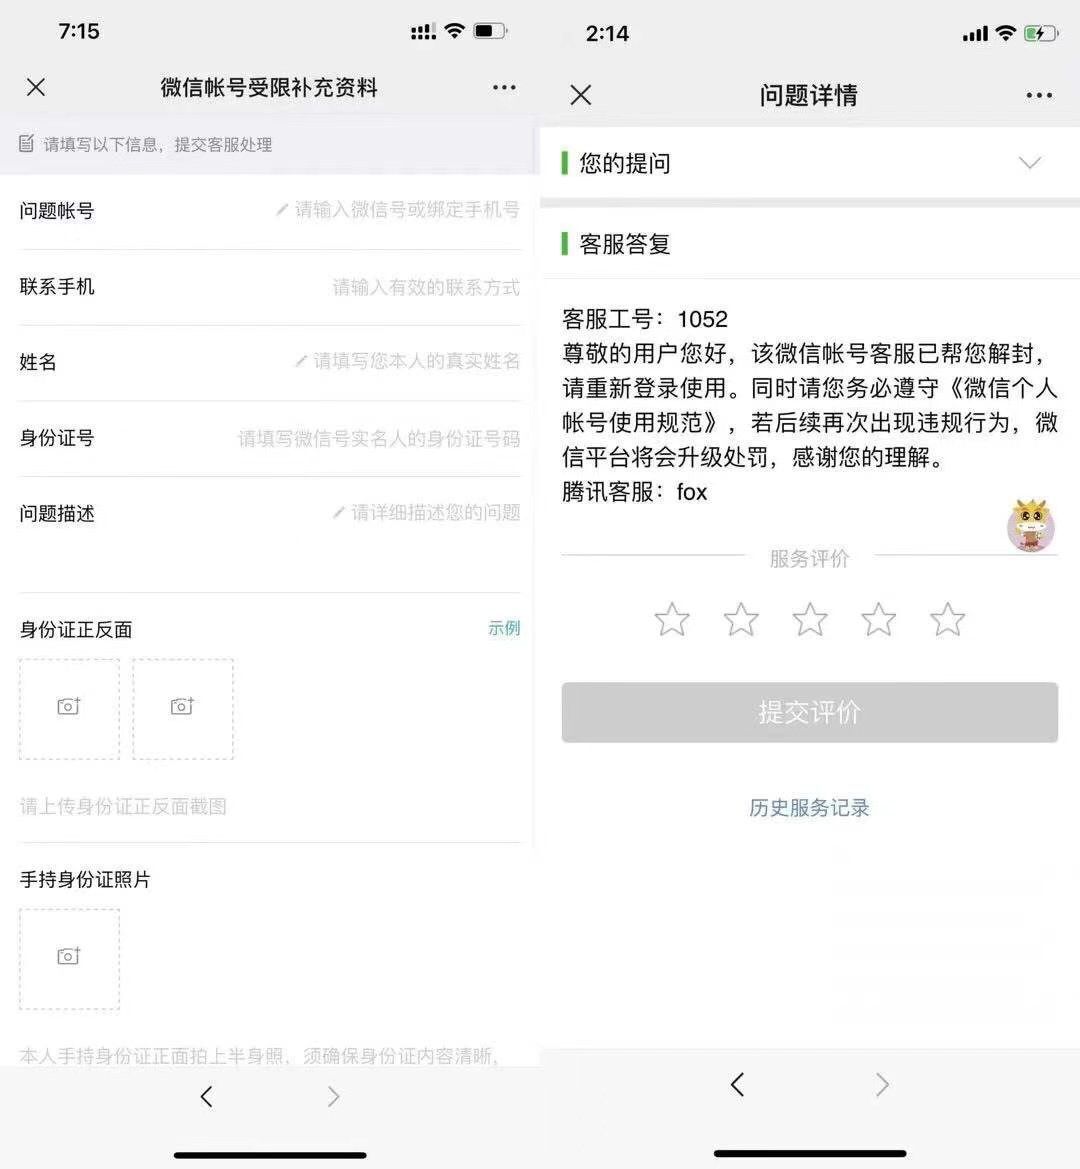 7:15
微信帐号受限补充资料
请填写以下信息，提交客服处理
问题帐号
请输入微信号或绑定手机号
联系手机
请输入有效的联系方式
姓名
请填写您本人的真实姓名
身份证号
请填写微信号实名人的身份证号码
问题描述
请详细描述您的问题
身份证正反面
示例
请上传身份证正反面截图
手持身份证照片
本人手持身份证正面拍上半身照，须确保身份证内容清晰，
2:14
问题详情
您的提问
客服答复
客服工号：1052
尊敬的用户您好，该微信帐号客服已帮您解封，
请重新登录使用。同时请您务必遵守《微信个人
帐号使用规范》，若后续再次出现违规行为，微
信平台将会升级处罚，感谢您的理解。
腾讯客服：fox
服务评价
提交评价
历史服务记录